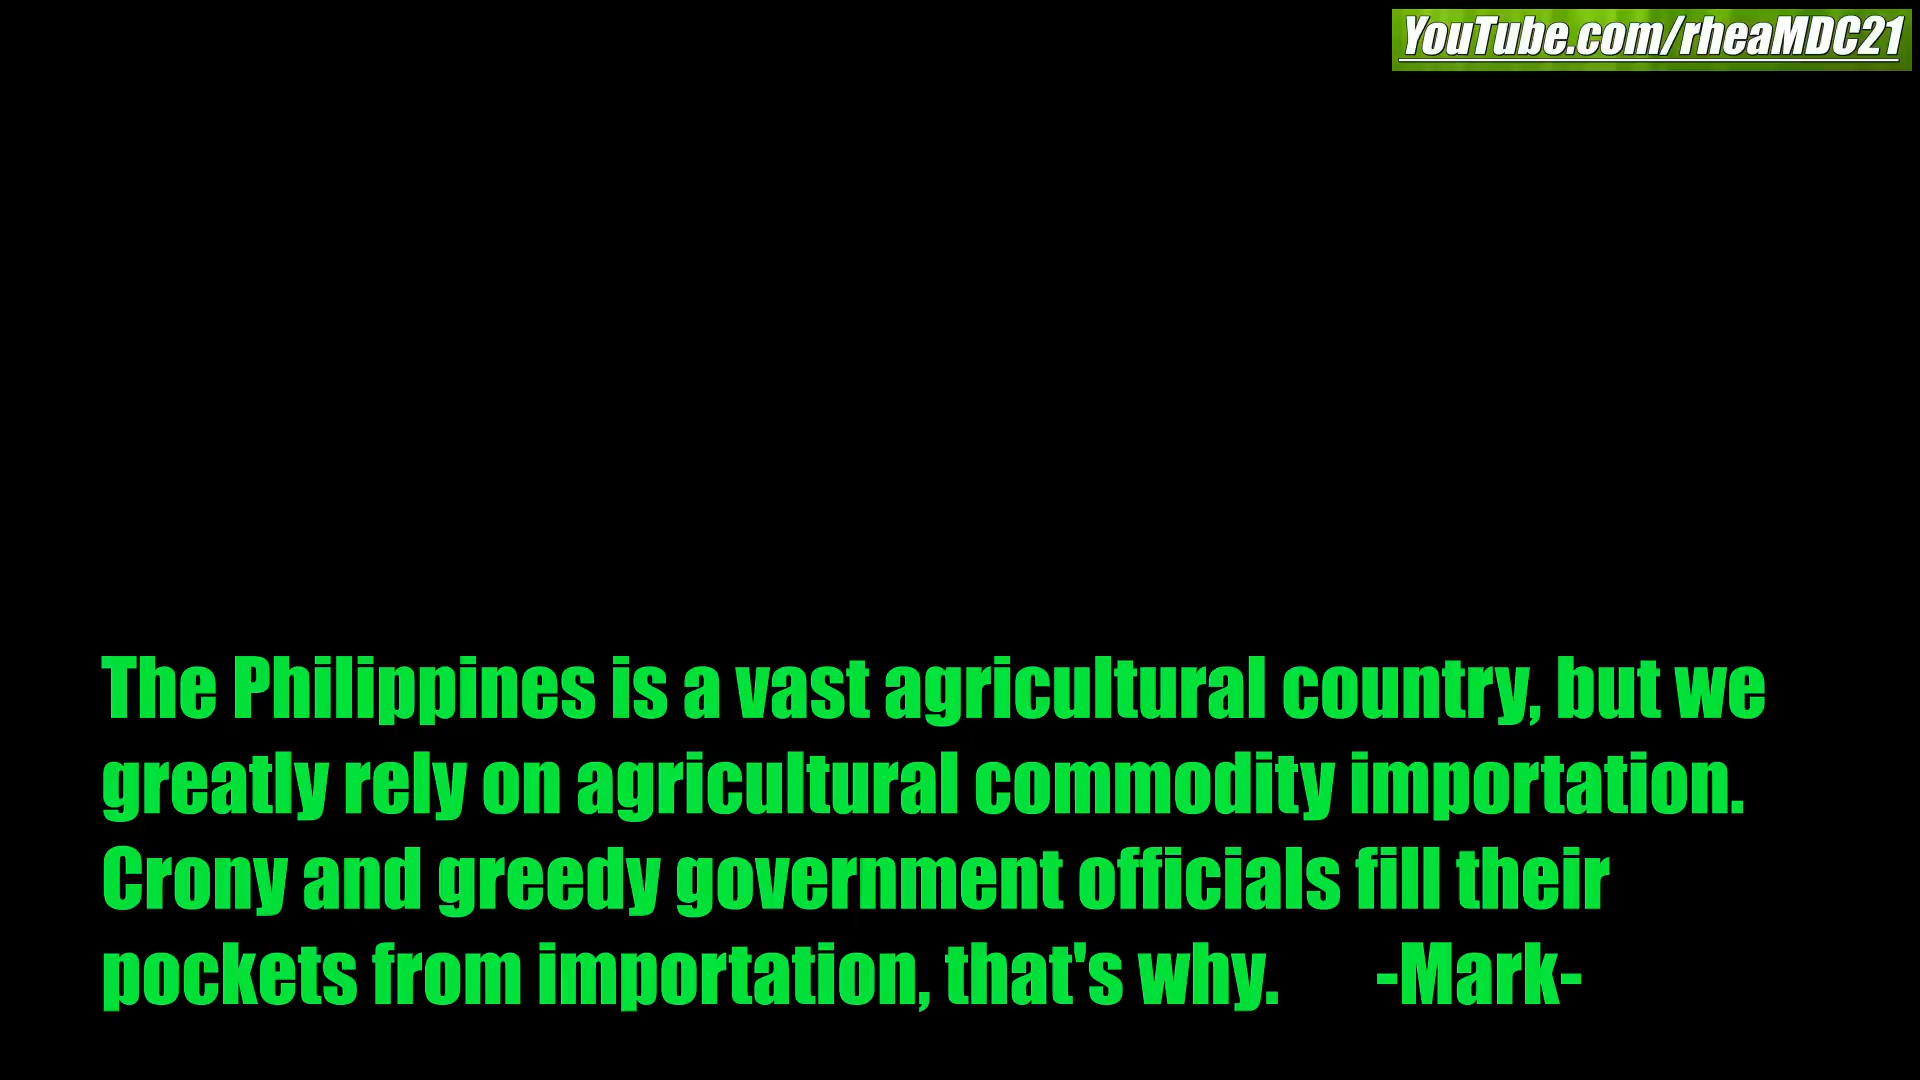 YouTube.com/rheaMDC21
The Philippines is a vast agricultural country, but we
greatly rely on agricultural commodity importation.
Crony and greedy government officials fill their
pockets from importation, that's why. -Mark-